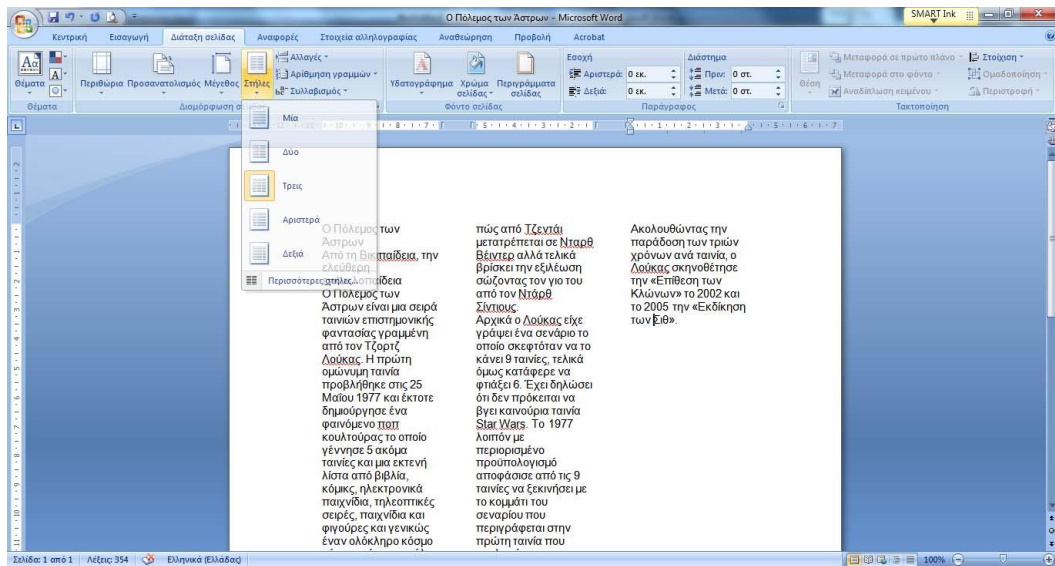 Ο Πόλεμος των Άστρων - Microsoft Word
SMART Ink
Κεντρική Εισαγωγή Διάταξη σελίδας Αναφορές Στοιχεία αλληλογραφίας Αναθεώρηση Προβολή Acrobat
Θέματα
Περιθώρια Προσανατολισμός Μέγεθος Στήλες
Αλλαγές
Αρίθμηση γραμμών
Συλλαβισμός
Υδατογράφημα Χρώμα σελίδας Περιγράμματα σελίδας
Εσοχή
Αριστερά: 0 εκ.
Δεξιά: 0 εκ.
Διάστημα
Πριν: 0 στ.
Μετά: 0 στ.
Θέση
Μεταφορά σε πρώτο πλάνο
Μεταφορά στο φόντο
Αναδίπλωση κειμένου
Στοίχιση
Ομαδοποίηση
Περιστροφή
Θέματα Διαμόρφωση σ Φόντο σελίδας Παράγραφος Τακτοποίηση
Μία
Δύο
Τρεις
Αριστερά
Δεξιά
Περισσότερες στήλες...
Ο Πόλεμος των
Άστρων
Από τη Βικιπαίδεια, την
ελεύθερη
Ο Πόλεμος των
Άστρων είναι μια σειρά
ταινιών επιστημονικής
φαντασίας γραμμένη
από τον Τζορτζ
Λούκας. Η πρώτη
ομώνυμη ταινία
προβλήθηκε στις 25
Μαΐου 1977 και έκτοτε
δημιούργησε ένα
φαινόμενο ποπ
κουλτούρας το οποίο
γέννησε 5 ακόμα
ταινίες και μια εκτενή
λίστα από βιβλία,
κόμικς, ηλεκτρονικά
παιχνίδια, τηλεοπτικές
σειρές, παιχνίδια και
φιγούρες και γενικώς
έναν ολόκληρο κόσμο
πώς από Τζεντάι
μετατρέπεται σε Νταρθ
Βέιντερ αλλά τελικά
βρίσκει την εξιλέωση
σώζοντας τον γιο του
από τον Ντάρθ
Σίντιους.
Αρχικά ο Λούκας είχε
γράψει ένα σενάριο το
οποίο σκεφτόταν να το
κάνει 9 ταινίες, τελικά
όμως κατάφερε να
φτιάξει 6. Έχει δηλώσει
ότι δεν πρόκειται να
βγει καινούρια ταινία
Star Wars. Το 1977
λοιπόν με
περιορισμένο
προϋπολογισμό
αποφάσισε από τις 9
ταινίες να ξεκινήσει με
το κομμάτι του
σεναρίου που
περιγράφεται στην
πρώτη ταινία που
Ακολουθώντας την
παράδοση των τριών
χρόνων ανά ταινία, ο
Λούκας σκηνοθέτησε
την «Επίθεση των
Κλώνων» το 2002 και
το 2005 την «Εκδίκηση
των Σιθ».
Σελίδα: 1 από 1 Λέξεις: 354 Ελληνικά (Ελλάδας) 100%